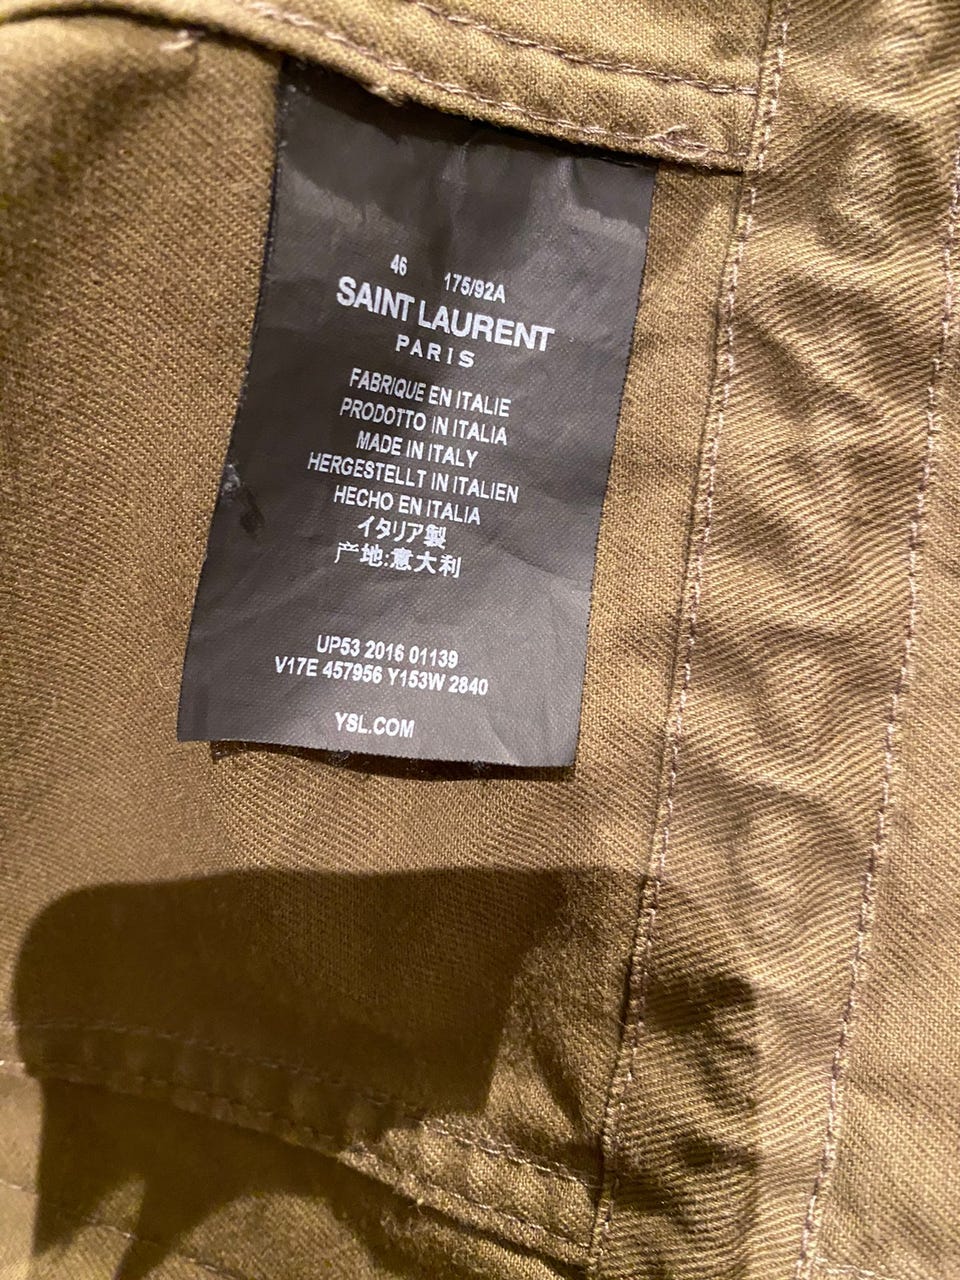 46 175/92A
SAINT LAURENT
PARIS
FABRIQUE EN ITALIE
PRODOTTO IN ITALIA
MADE IN ITALY
HERGESTELLT IN ITALIEN
HECHO EN ITALIA
イタリア製
产地:意大利
UP53 2016 01139
V17E 457956 Y153W 2840
YSL.COM